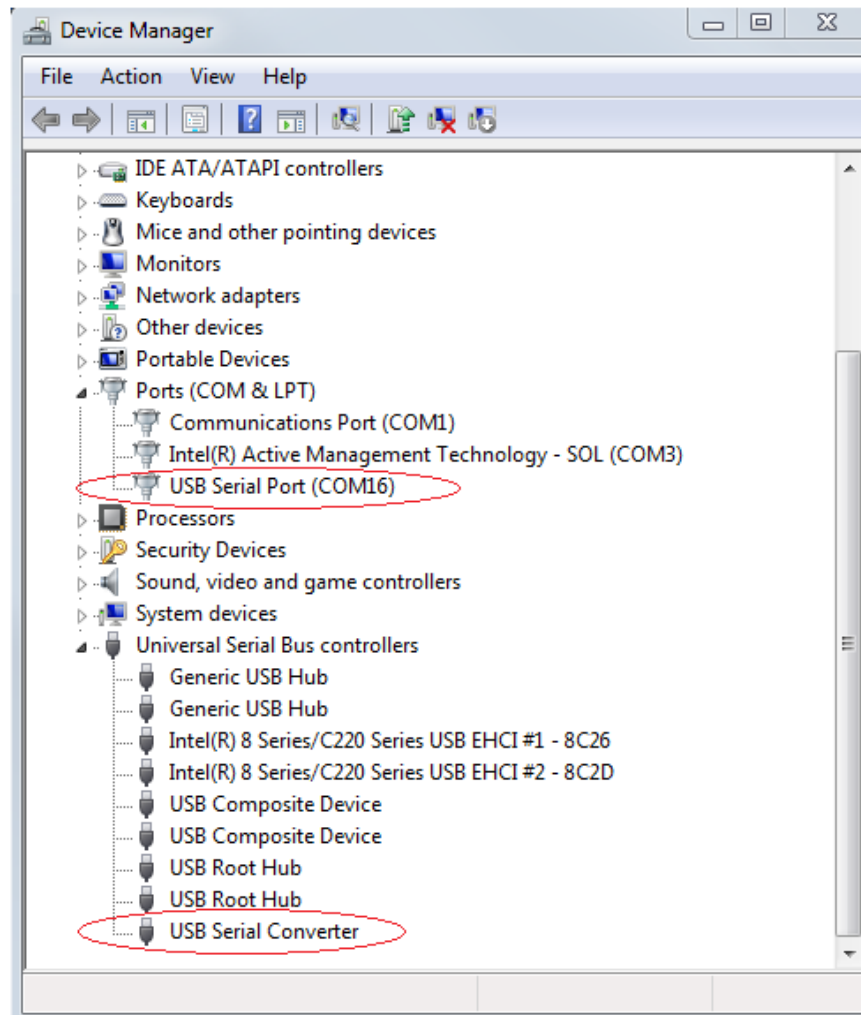 Device Manager
File Action View Help
IDE ATA/ATAPI controllers
Keyboards
Mice and other pointing devices
Monitors
Network adapters
Other devices
Portable Devices
Ports (COM & LPT)
Communications Port (COM1)
Intel(R) Active Management Technology - SOL (COM3)
USB Serial Port (COM16)
Processors
Security Devices
Sound, video and game controllers
System devices
Universal Serial Bus controllers
Generic USB Hub
Generic USB Hub
Intel(R) 8 Series/C220 Series USB EHCI #1 - 8C26
Intel(R) 8 Series/C220 Series USB EHCI #2 - 8C2D
USB Composite Device
USB Composite Device
USB Root Hub
USB Root Hub
USB Serial Converter